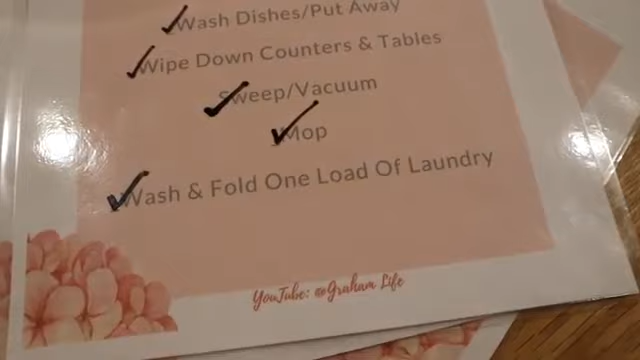 Wash Dishes/Put Away
Wipe Down Counters & Tables
Sweep/Vacuum
Mop
Wash & Fold One Load Of Laundry
YouTube: @Graham Life